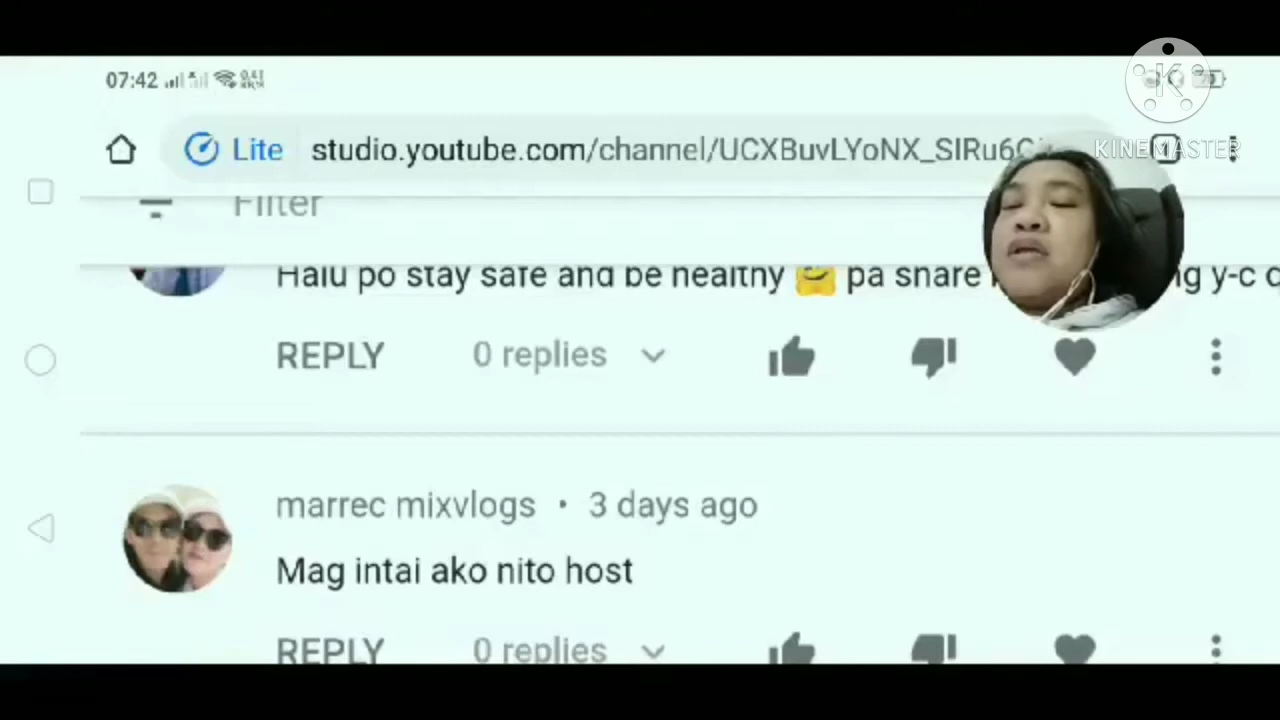 07:42
Lite studio.youtube.com/channel/UCXBuvLYoNX_SIRu6C
KINEMASTER
Filter
Halu po stay safe and be healthy 🤗 pa share y-c
REPLY 0 replies
marrec mixvlogs • 3 days ago
Mag intai ako nito host
REPLY 0 replies